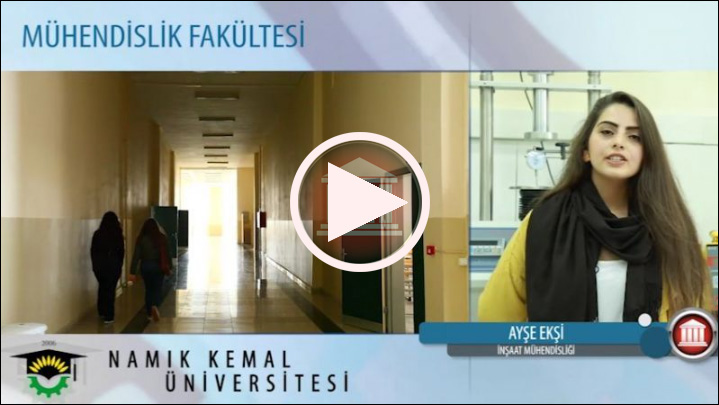 MÜHENDİSLİK FAKÜLTESİ
AYŞE EKŞİ
İNŞAAT MÜHENDİSLİĞİ
2006
NAMIK KEMAL
ÜNİVERSİTESİ